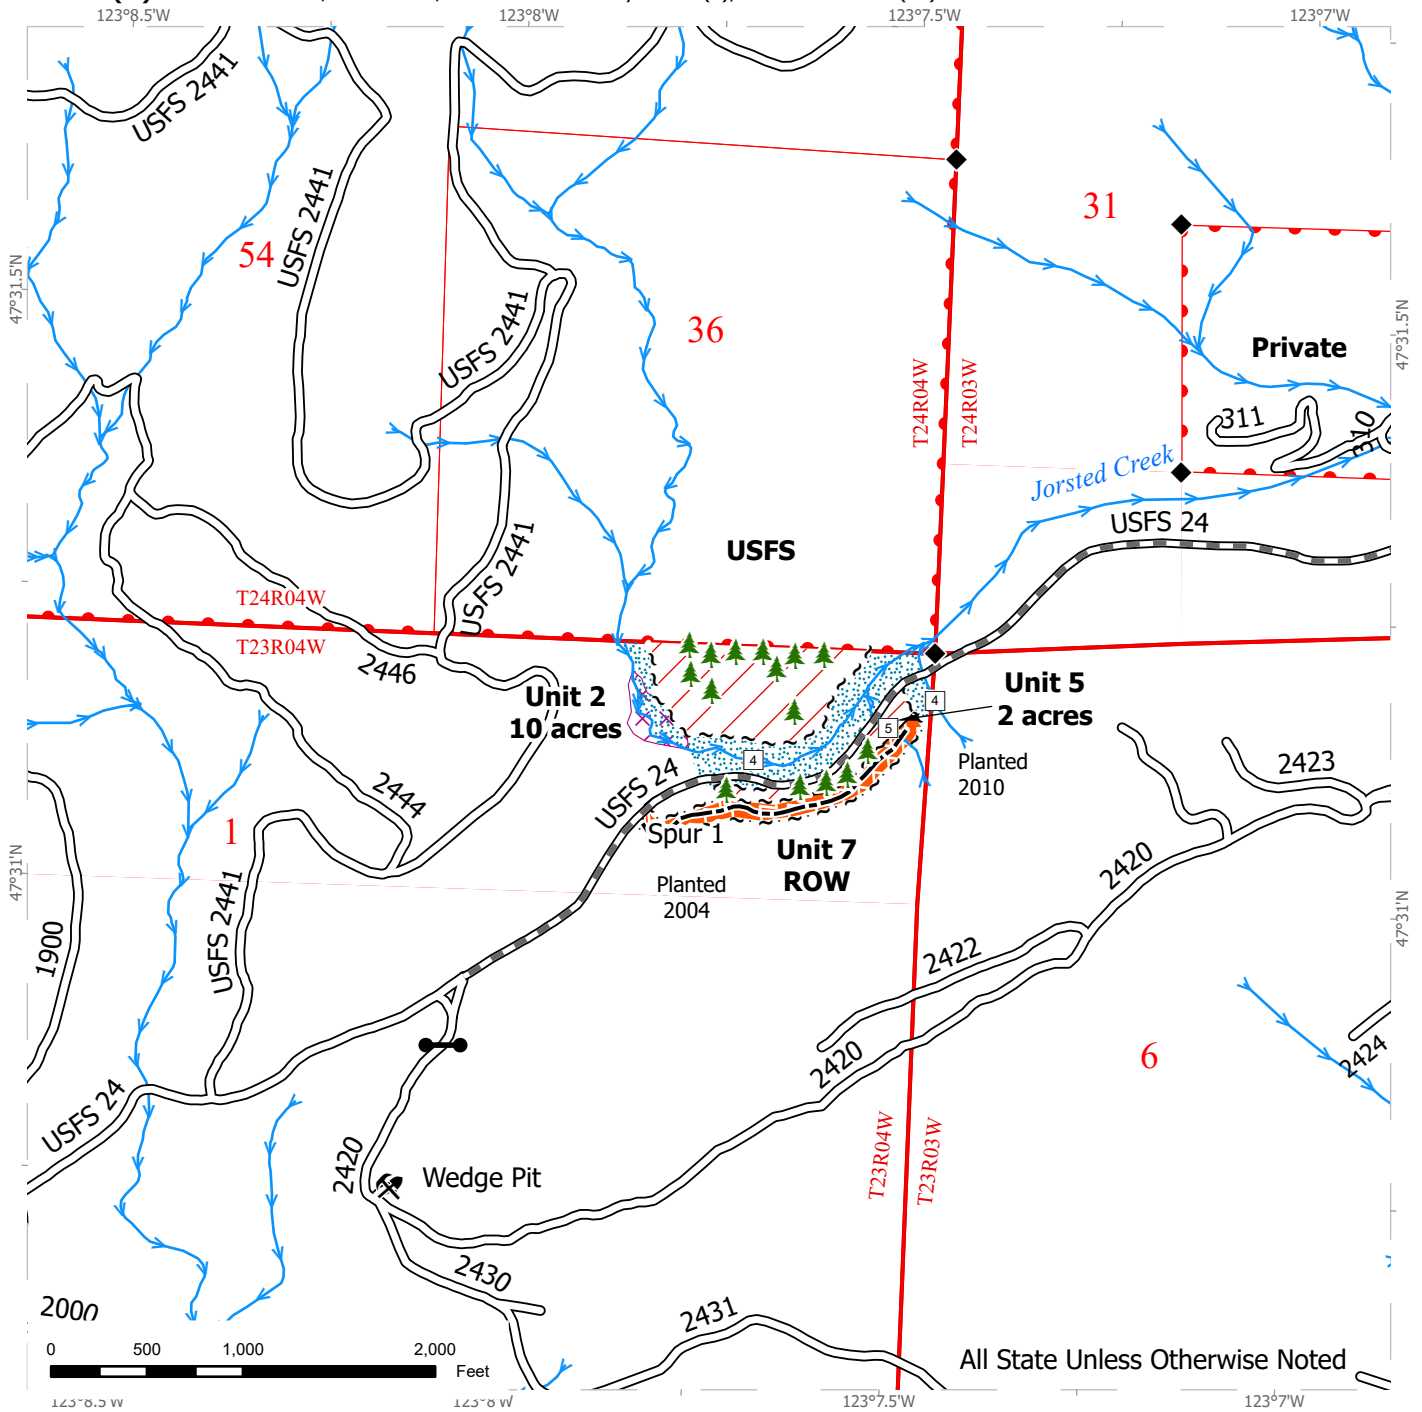 123°8.5'W
123°8'W
123°7.5'W
123°7'W
USFS 2441
USFS 2441
54
31
47°31.5'N
47°31.5'N
USFS 2441
36
Private
T24R04W
T24R03W
311
310
Jorsted Creek
USFS 24
USFS
USFS 2441
T24R04W
T23R04W
2446
Unit 2
10 acres
Unit 5
2 acres
4
5
4
Planted
2010
2423
USFS 24
2444
Spur 1
1
Unit 7
ROW
2420
47°31'N
47°31'N
Planted
2004
USFS 2441
1900
2422
2420
6
2424
USFS 24
T23R04W
T23R03W
2420
Wedge Pit
2430
2000
2431
0
500
1,000
2,000
Feet
All State Unless Otherwise Noted
123°8.5'W
123°8'W
123°7.5'W
123°7'W